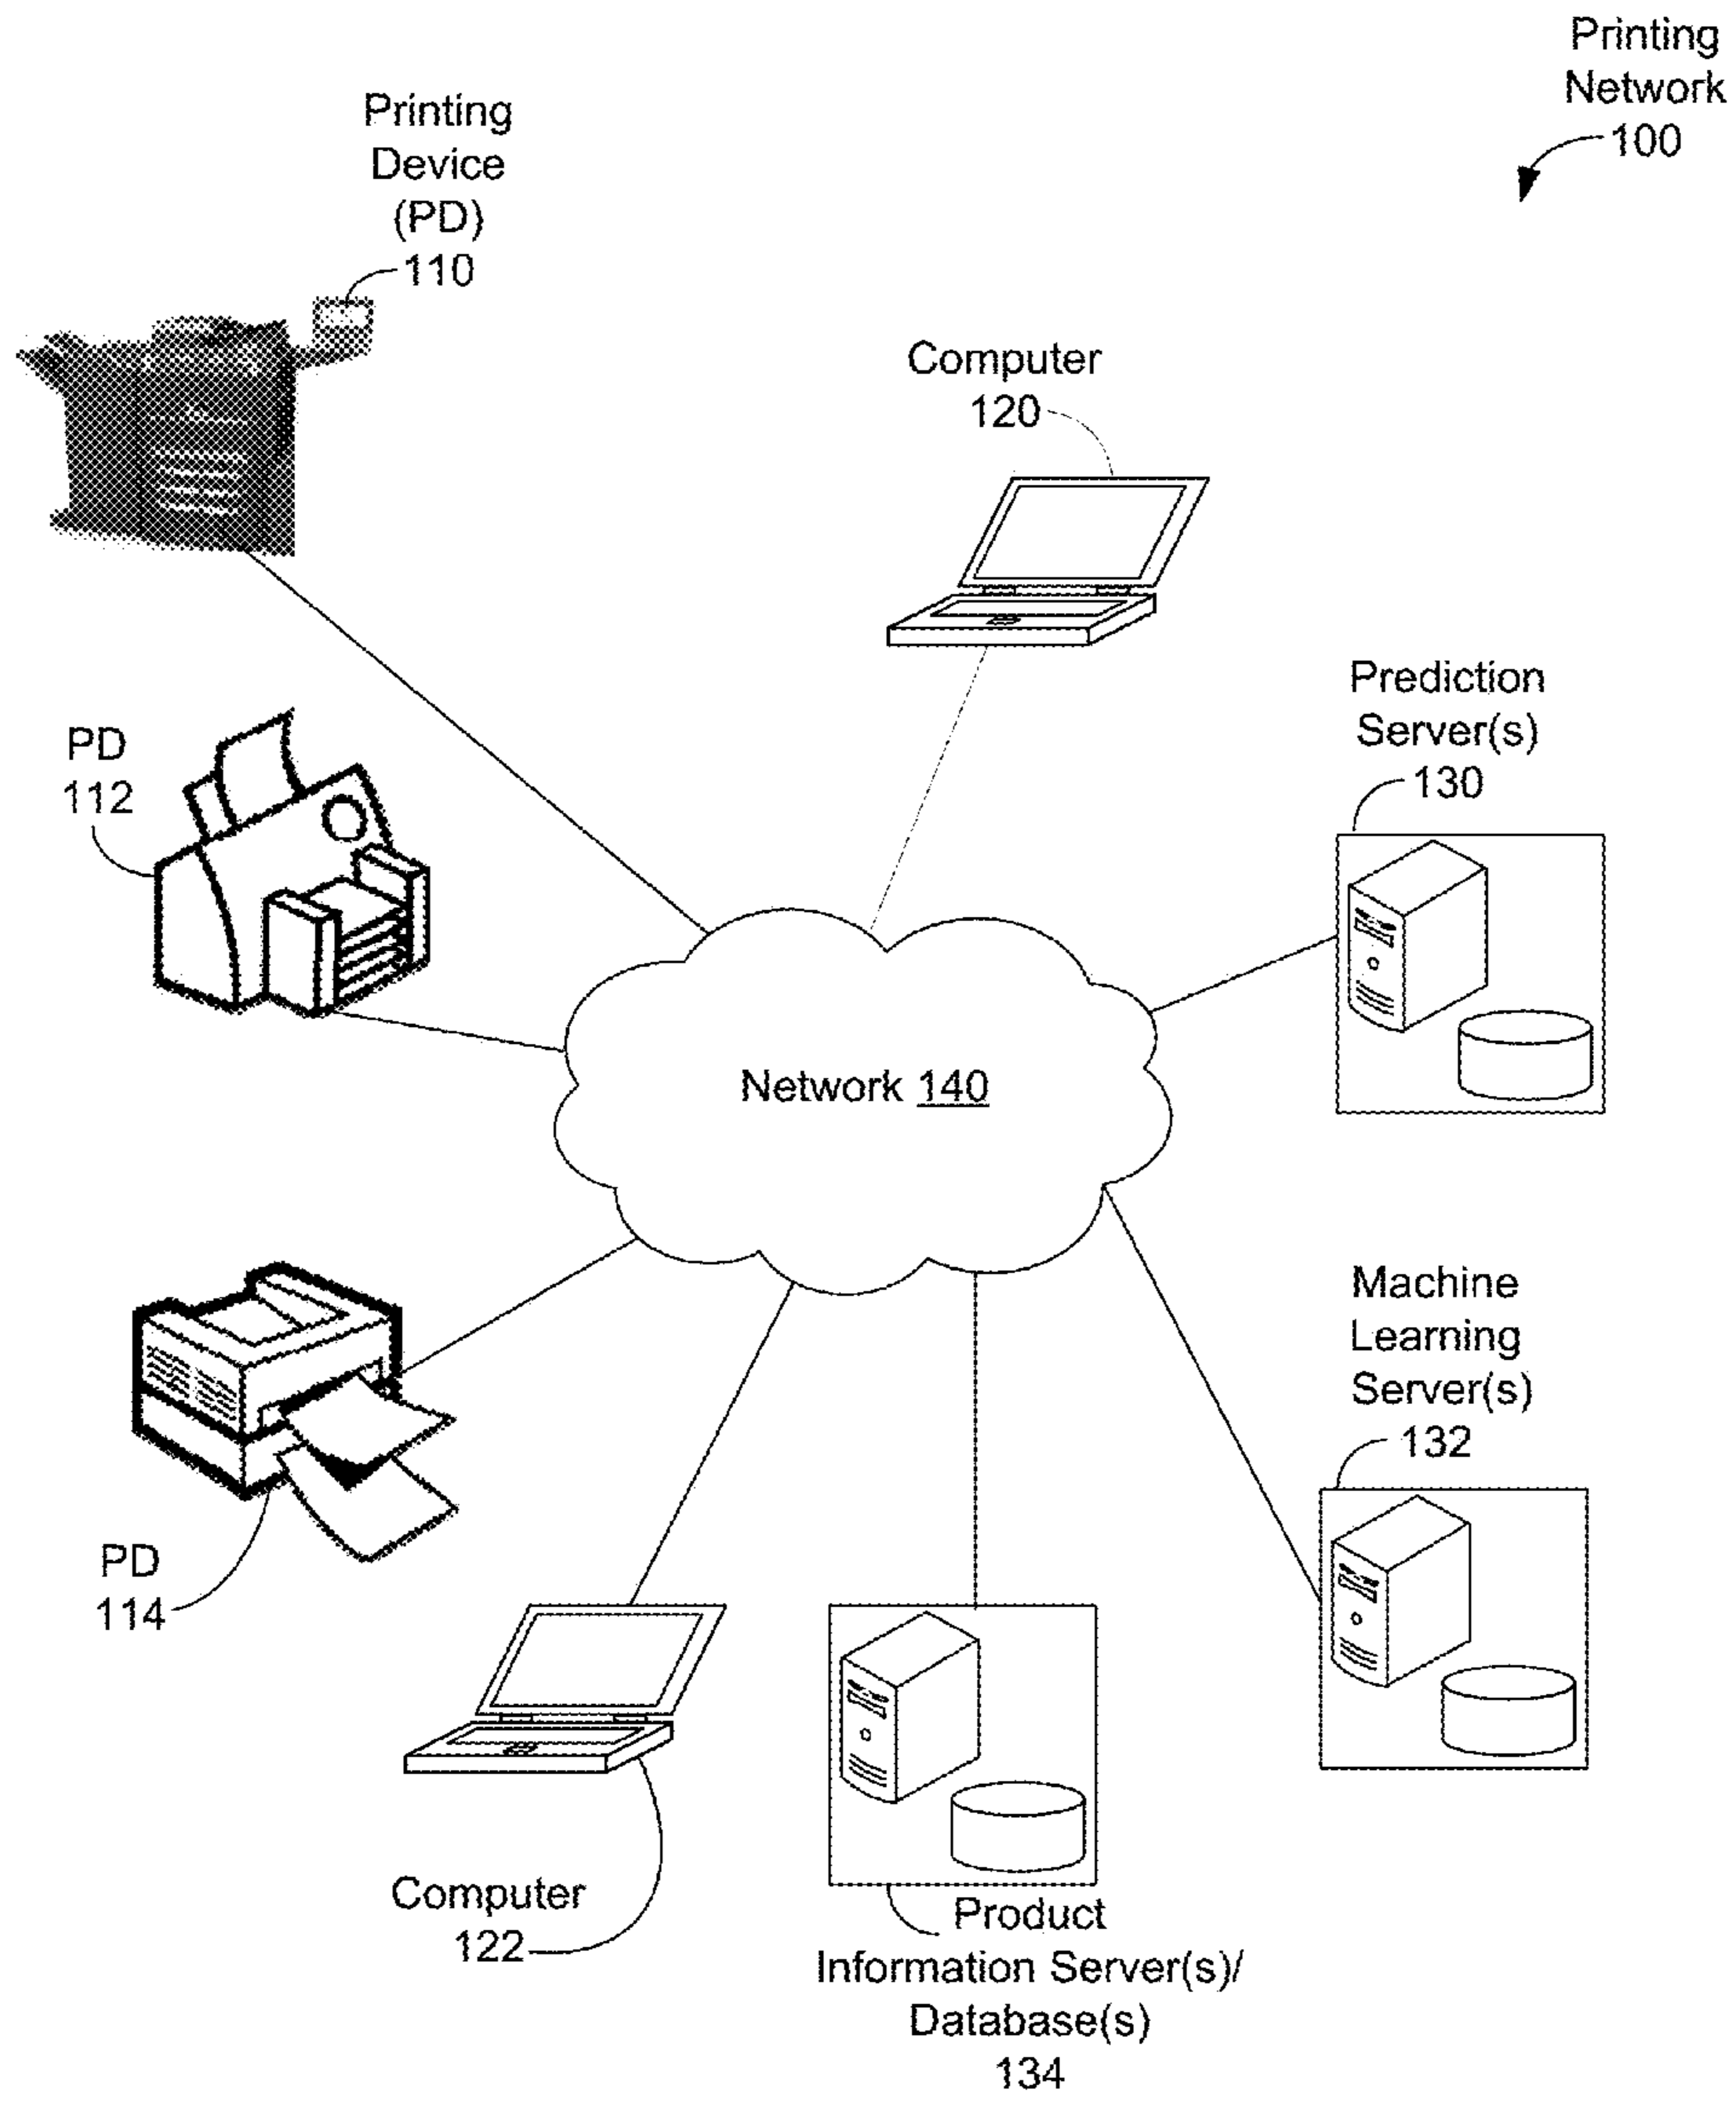 Printing
Network
100
Printing
Device
(PD)
110
Computer
120
Prediction
Server(s)
130
PD
112
Network 140
Machine
Learning
Server(s)
132
PD
114
Computer
122
Product
Information Server(s)/
Database(s)
134